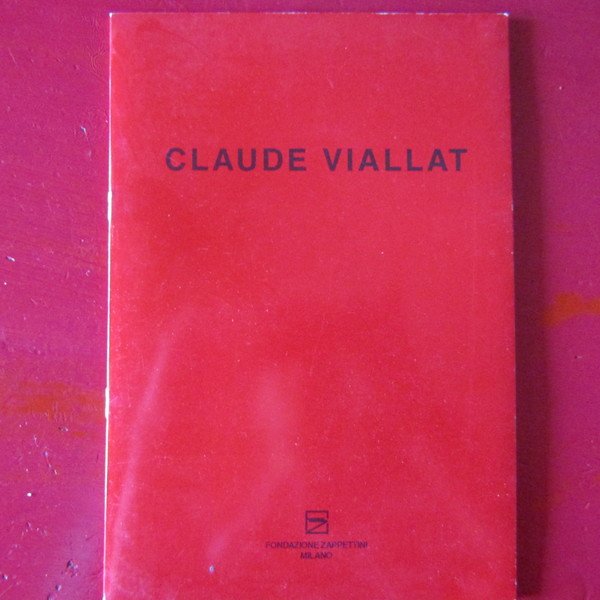 CLAUDE VIALLAT
FONDAZIONE ZAPPETTINI
MILANO